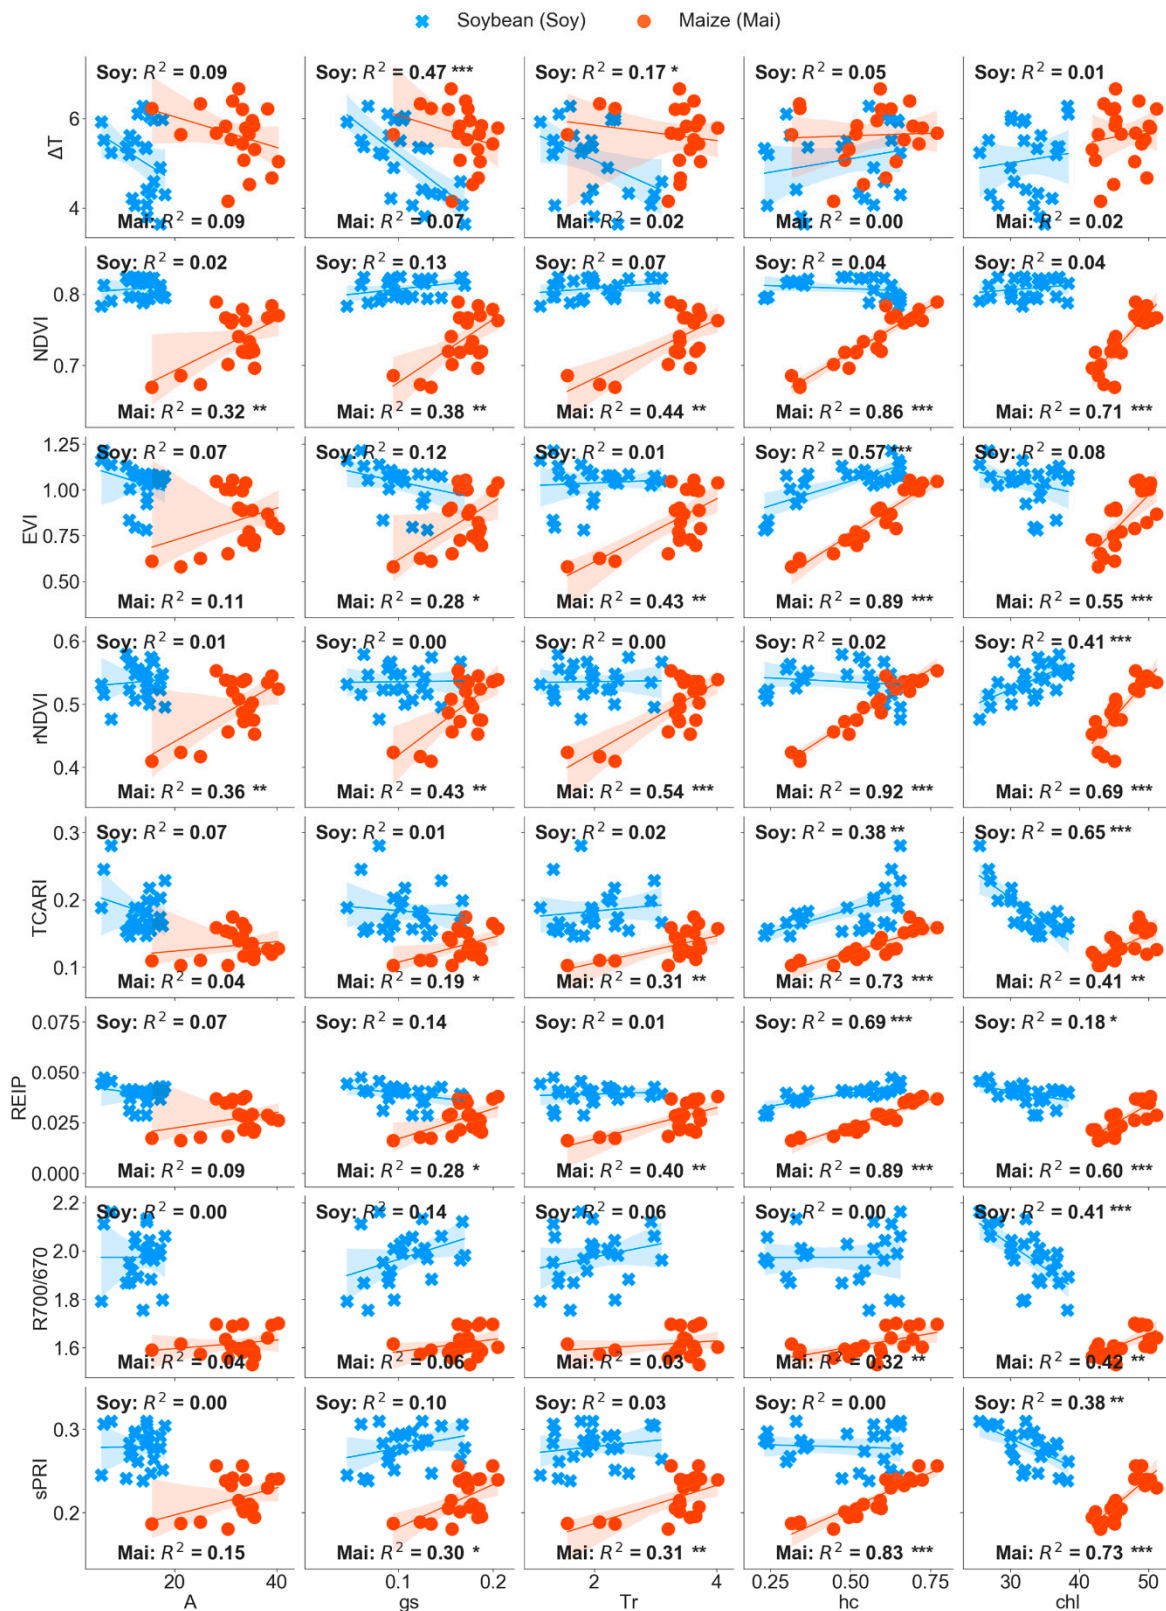 Soybean (Soy) Maize (Mai)
Soy: R² = 0.09 Soy: R² = 0.47 *** Soy: R² = 0.17 * Soy: R² = 0.05 Soy: R² = 0.01
6
ΔT
4
Mai: R² = 0.09 Mai: R² = 0.07 Mai: R² = 0.02 Mai: R² = 0.00 Mai: R² = 0.02
Soy: R² = 0.02 Soy: R² = 0.13 Soy: R² = 0.07 Soy: R² = 0.04 Soy: R² = 0.04
0.8
NDVI
0.7
Mai: R² = 0.32 ** Mai: R² = 0.38 ** Mai: R² = 0.44 ** Mai: R² = 0.86 *** Mai: R² = 0.71 ***
1.25
Soy: R² = 0.07 Soy: R² = 0.12 Soy: R² = 0.01 Soy: R² = 0.57 *** Soy: R² = 0.08
1.00
EVI
0.75
0.50
Mai: R² = 0.11 Mai: R² = 0.28 * Mai: R² = 0.43 ** Mai: R² = 0.89 *** Mai: R² = 0.55 ***
0.6
Soy: R² = 0.01 Soy: R² = 0.00 Soy: R² = 0.00 Soy: R² = 0.02 Soy: R² = 0.41 ***
0.5
rNDVI
0.4
Mai: R² = 0.36 ** Mai: R² = 0.43 ** Mai: R² = 0.54 *** Mai: R² = 0.92 *** Mai: R² = 0.69 ***
0.3
Soy: R² = 0.07 Soy: R² = 0.01 Soy: R² = 0.02 Soy: R² = 0.38 ** Soy: R² = 0.65 ***
0.2
TCARI
0.1
Mai: R² = 0.04 Mai: R² = 0.19 * Mai: R² = 0.31 ** Mai: R² = 0.73 *** Mai: R² = 0.41 **
0.075
Soy: R² = 0.07 Soy: R² = 0.14 Soy: R² = 0.01 Soy: R² = 0.69 *** Soy: R² = 0.18 *
0.050
REIP
0.025
0.000
Mai: R² = 0.09 Mai: R² = 0.28 * Mai: R² = 0.40 ** Mai: R² = 0.89 *** Mai: R² = 0.60 ***
2.2
Soy: R² = 0.00 Soy: R² = 0.14 Soy: R² = 0.06 Soy: R² = 0.00 Soy: R² = 0.41 ***
2.0
R700/670
1.8
1.6
Mai: R² = 0.04 Mai: R² = 0.06 Mai: R² = 0.03 Mai: R² = 0.32 ** Mai: R² = 0.42 **
Soy: R² = 0.00 Soy: R² = 0.10 Soy: R² = 0.03 Soy: R² = 0.00 Soy: R² = 0.38 **
0.3
sPRI
0.2
Mai: R² = 0.15 Mai: R² = 0.30 * Mai: R² = 0.31 ** Mai: R² = 0.83 *** Mai: R² = 0.73 ***
20 40 0.1 0.2 2 4 0.25 0.50 0.75 30 40 50
A gs Tr hc chl